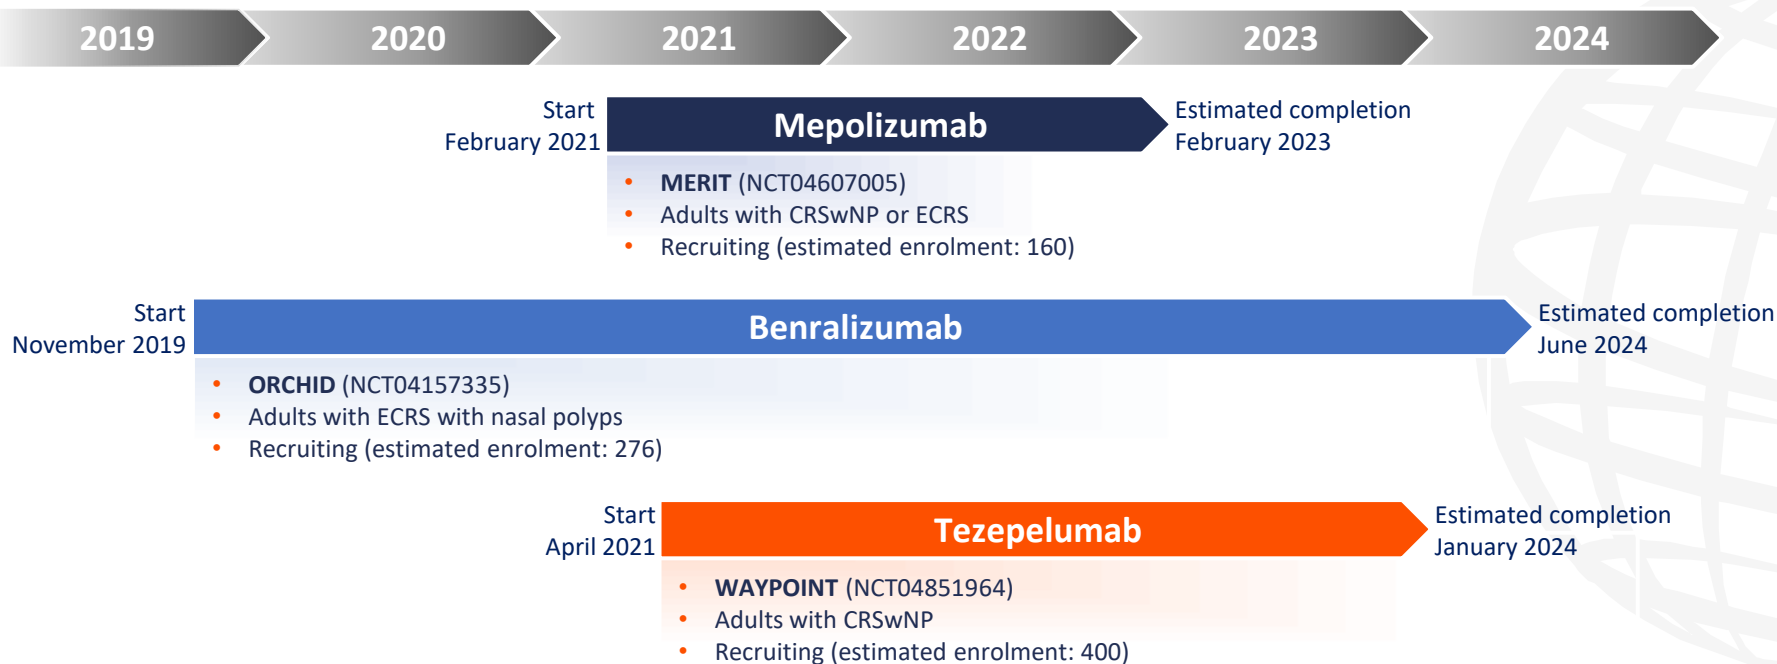 2019 2020 2021 2022 2023 2024
Start
February 2021
Mepolizumab
Estimated completion
February 2023
• MERIT (NCT04607005)
• Adults with CRSwNP or ECRS
• Recruiting (estimated enrolment: 160)
Start
November 2019
Benralizumab
Estimated completion
June 2024
• ORCHID (NCT04157335)
• Adults with ECRS with nasal polyps
• Recruiting (estimated enrolment: 276)
Start
April 2021
Tezepelumab
Estimated completion
January 2024
• WAYPOINT (NCT04851964)
• Adults with CRSwNP
• Recruiting (estimated enrolment: 400)